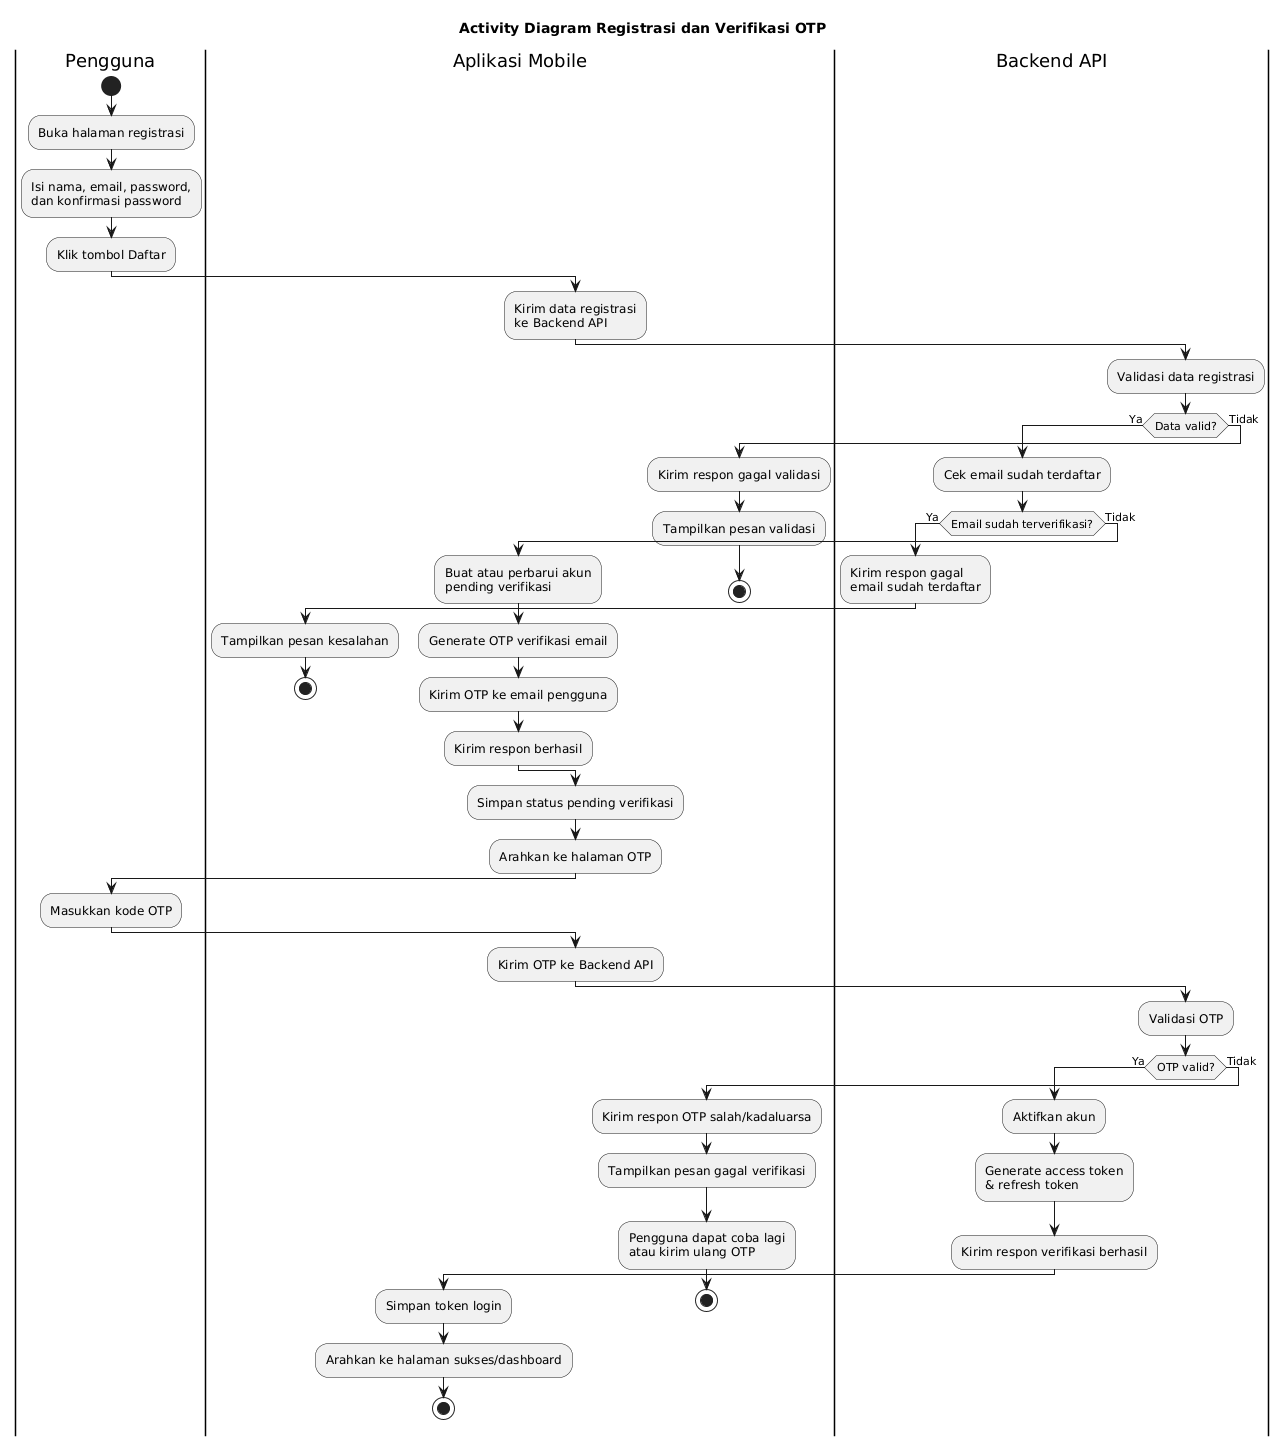 Activity Diagram Registrasi dan Verifikasi OTP
Pengguna
Aplikasi Mobile
Backend API
Buka halaman registrasi
Isi nama, email, password,
dan konfirmasi password
Klik tombol Daftar
Kirim data registrasi
ke Backend API
Validasi data registrasi
Ya
Data valid?
Tidak
Kirim respon gagal validasi
Cek email sudah terdaftar
Tampilkan pesan validasi
Ya
Email sudah terverifikasi?
Tidak
Buat atau perbarui akun
pending verifikasi
Kirim respon gagal
email sudah terdaftar
Tampilkan pesan kesalahan
Generate OTP verifikasi email
Kirim OTP ke email pengguna
Kirim respon berhasil
Simpan status pending verifikasi
Arahkan ke halaman OTP
Masukkan kode OTP
Kirim OTP ke Backend API
Validasi OTP
Ya
OTP valid?
Tidak
Kirim respon OTP salah/kadaluarsa
Aktifkan akun
Tampilkan pesan gagal verifikasi
Generate access token
& refresh token
Pengguna dapat coba lagi
atau kirim ulang OTP
Kirim respon verifikasi berhasil
Simpan token login
Arahkan ke halaman sukses/dashboard